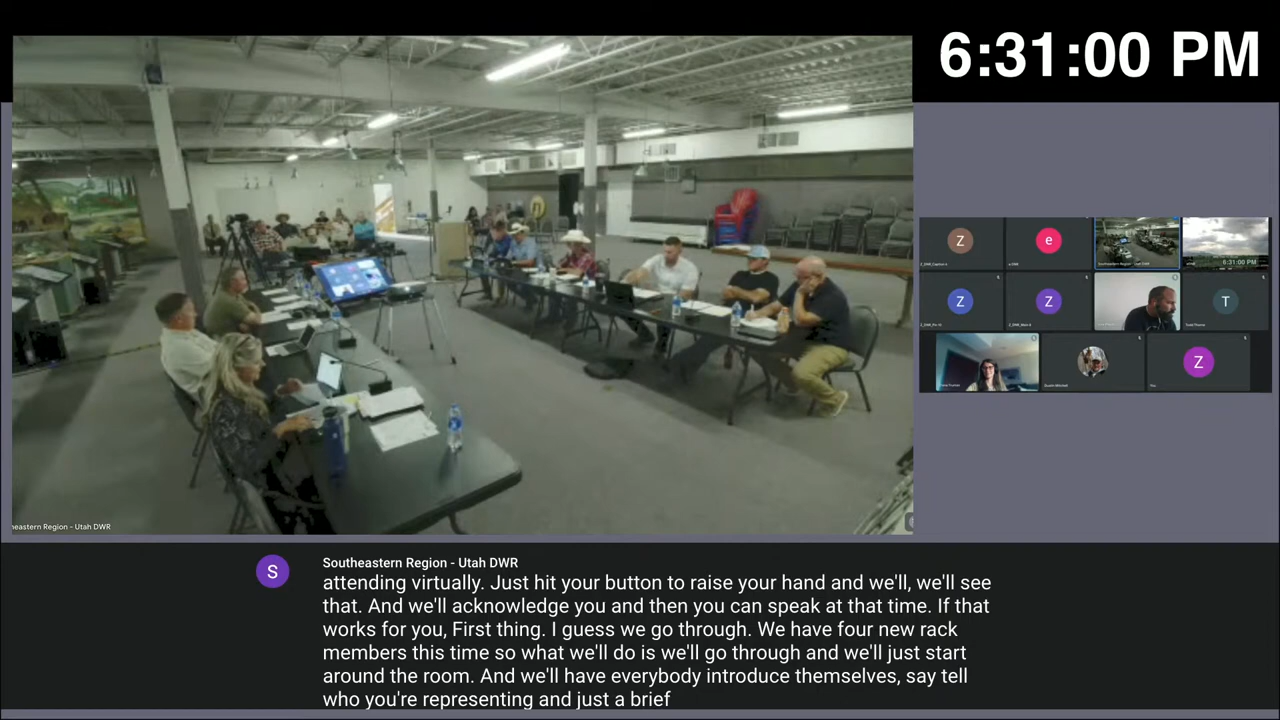 6:31:00 PM
Z
e
6:31:00 PM
Z
Z
T
Z
eastern Region - Utah DWR
S
Southeastern Region - Utah DWR
attending virtually. Just hit your button to raise your hand and we'll, we'll see
that. And we'll acknowledge you and then you can speak at that time. If that
works for you, First thing. I guess we go through. We have four new rack
members this time so what we'll do is we'll go through and we'll just start
around the room. And we'll have everybody introduce themselves, say tell
who you're representing and just a brief